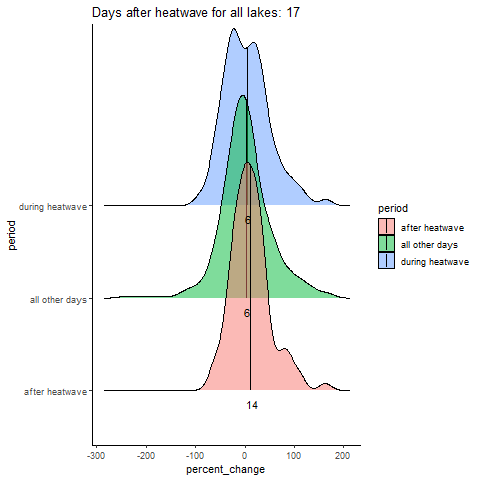 Days after heatwave for all lakes: 17
period
during heatwave
all other days
after heatwave
6
6
14
-300
-200
-100
0
100
200
percent_change
period
after heatwave
all other days
during heatwave